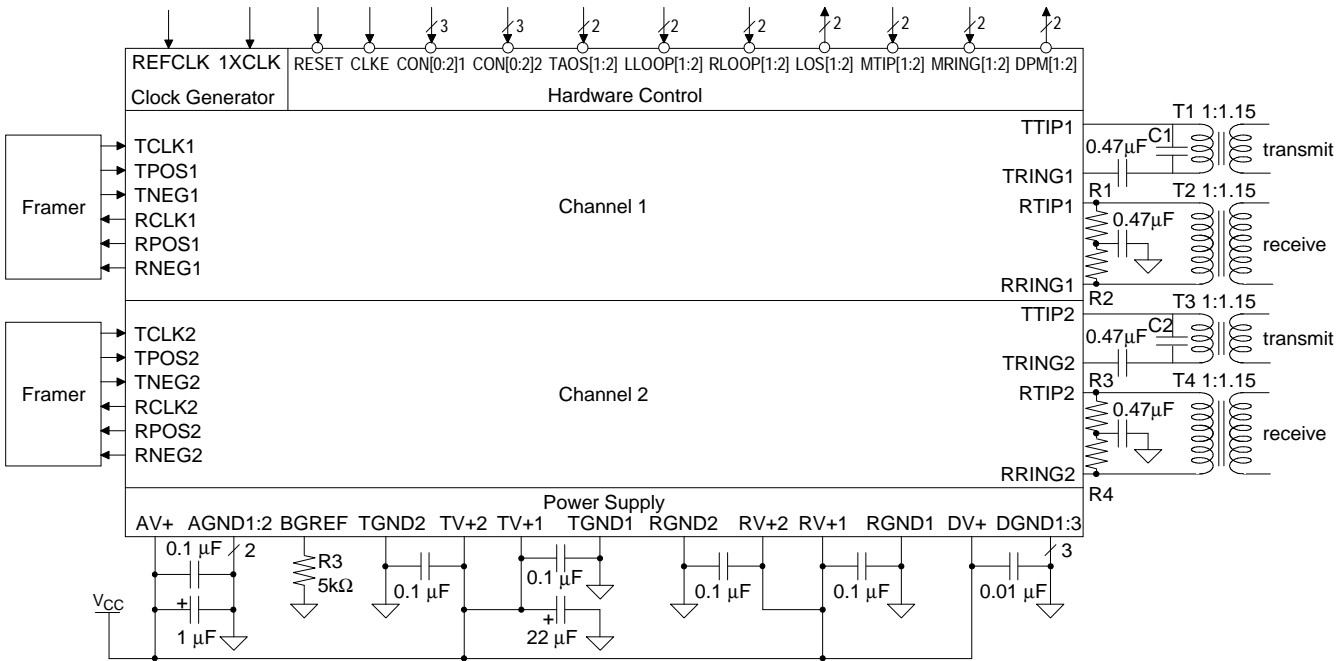 3 3 2 2 2 2 2 2 2
REFCLK 1XCLK RESET CLKE CON[0:2]1 CON[0:2]2 TAOS[1:2] LLOOP[1:2] RLOOP[1:2] LOS[1:2] MTIP[1:2] MRING[1:2] DPM[1:2]
Clock Generator Hardware Control
Framer
TCLK1
TPOS1
TNEG1
RCLK1
RPOS1
RNEG1
Channel 1
TTIP1
TRING1
RTIP1
RRING1
T1 1:1.15
0.47µF C1
transmit
R1 T2 1:1.15
0.47µF
receive
R2
Framer
TCLK2
TPOS2
TNEG2
RCLK2
RPOS2
RNEG2
Channel 2
TTIP2
TRING2
RTIP2
RRING2
T3 1:1.15
0.47µF C2
transmit
R3 T4 1:1.15
0.47µF
receive
R4
Power Supply
AV+ AGND1:2 BGREF TGND2 TV+2 TV+1 TGND1 RGND2 RV+2 RV+1 RGND1 DV+ DGND1:3
0.1 µF 2
R3
5kΩ
0.1 µF
0.1 µF
0.1 µF
0.1 µF
0.01 µF
3
VCC
+
1 µF
+
22 µF